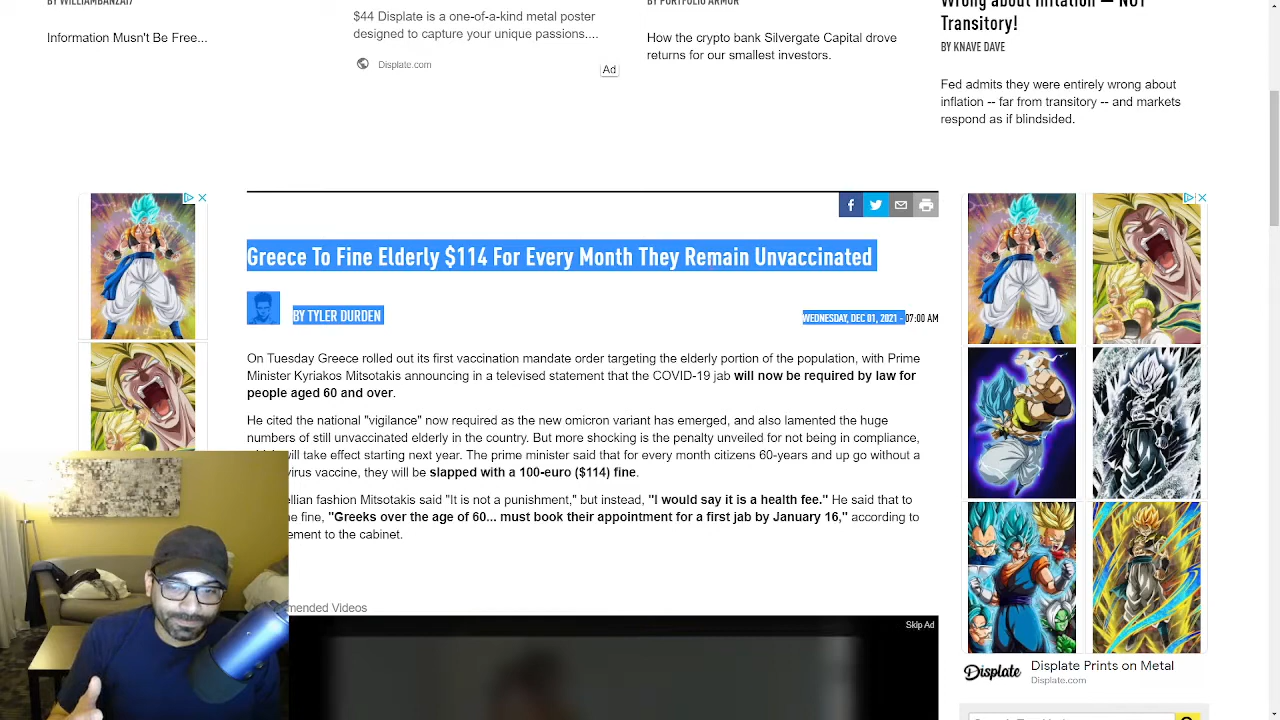 BY WILLIAMBANZAI7
Information Musn't Be Free...
$44 Displate is a one-of-a-kind metal poster
designed to capture your unique passions....
Displate.com
Ad
BY PORTFOLIO ARMOR
How the crypto bank Silvergate Capital drove
returns for our smallest investors.
Wrong about Inflation — NOT
Transitory!
BY KNAVE DAVE
Fed admits they were entirely wrong about
inflation -- far from transitory -- and markets
respond as if blindsided.
Greece To Fine Elderly $114 For Every Month They Remain Unvaccinated
BY TYLER DURDEN
WEDNESDAY, DEC 01, 2021 - 07:00 AM
On Tuesday Greece rolled out its first vaccination mandate order targeting the elderly portion of the population, with Prime
Minister Kyriakos Mitsotakis announcing in a televised statement that the COVID-19 jab will now be required by law for
people aged 60 and over.
He cited the national "vigilance" now required as the new omicron variant has emerged, and also lamented the huge
numbers of still unvaccinated elderly in the country. But more shocking is the penalty unveiled for not being in compliance,
will take effect starting next year. The prime minister said that for every month citizens 60-years and up go without a
virus vaccine, they will be slapped with a 100-euro ($114) fine.
ellian fashion Mitsotakis said "It is not a punishment," but instead, "I would say it is a health fee." He said that to
e fine, "Greeks over the age of 60... must book their appointment for a first jab by January 16," according to
ement to the cabinet.
mended Videos
Skip Ad
Displate
Displate Prints on Metal
Displate.com